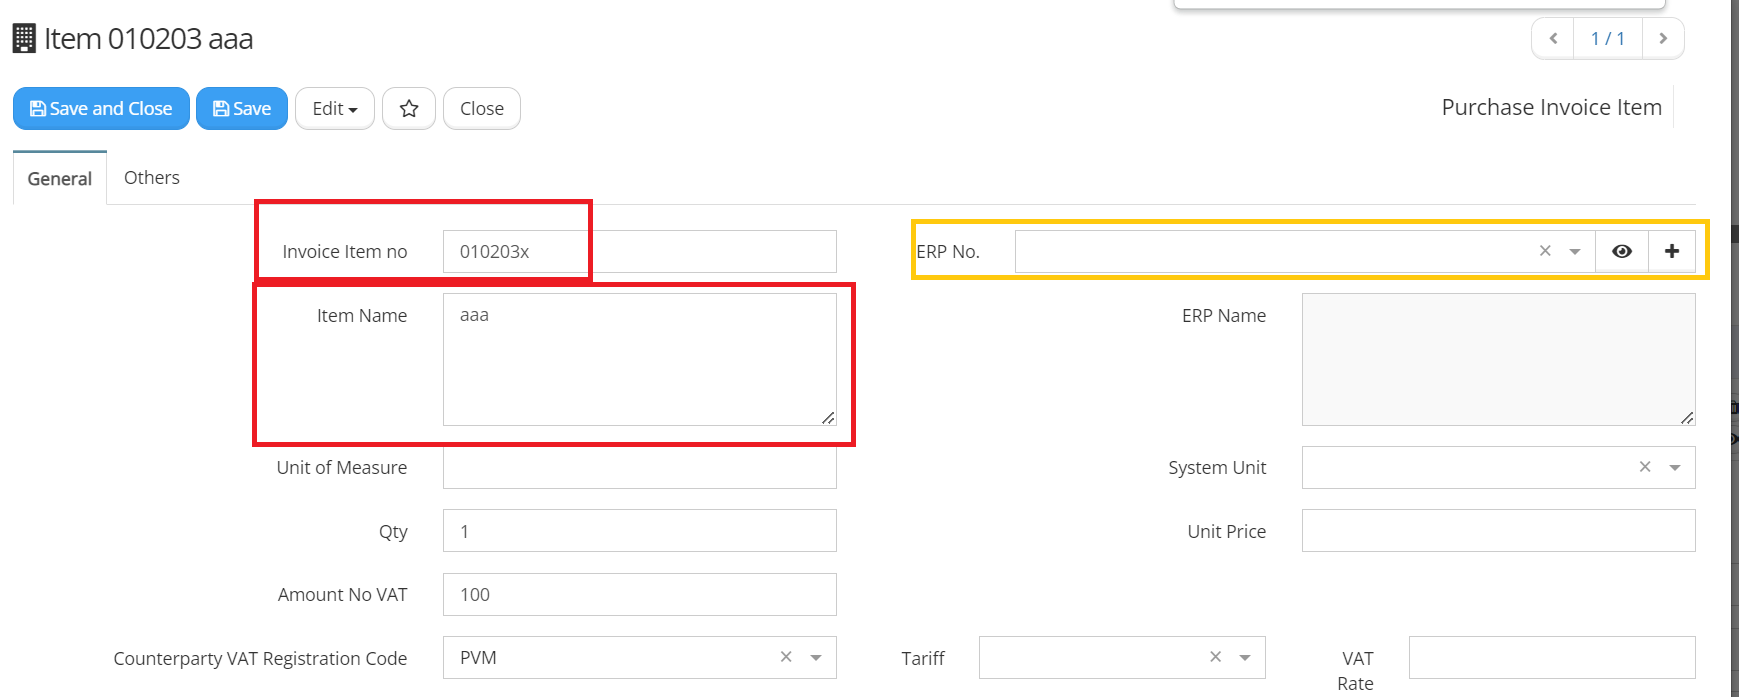 Item 010203 aaa
1 / 1
Save and Close Save Edit Close
Purchase Invoice Item
General Others
Invoice Item no 010203x ERP No.
Item Name aaa ERP Name
Unit of Measure System Unit
Qty 1 Unit Price
Amount No VAT 100
Counterparty VAT Registration Code PVM Tariff VAT
Rate